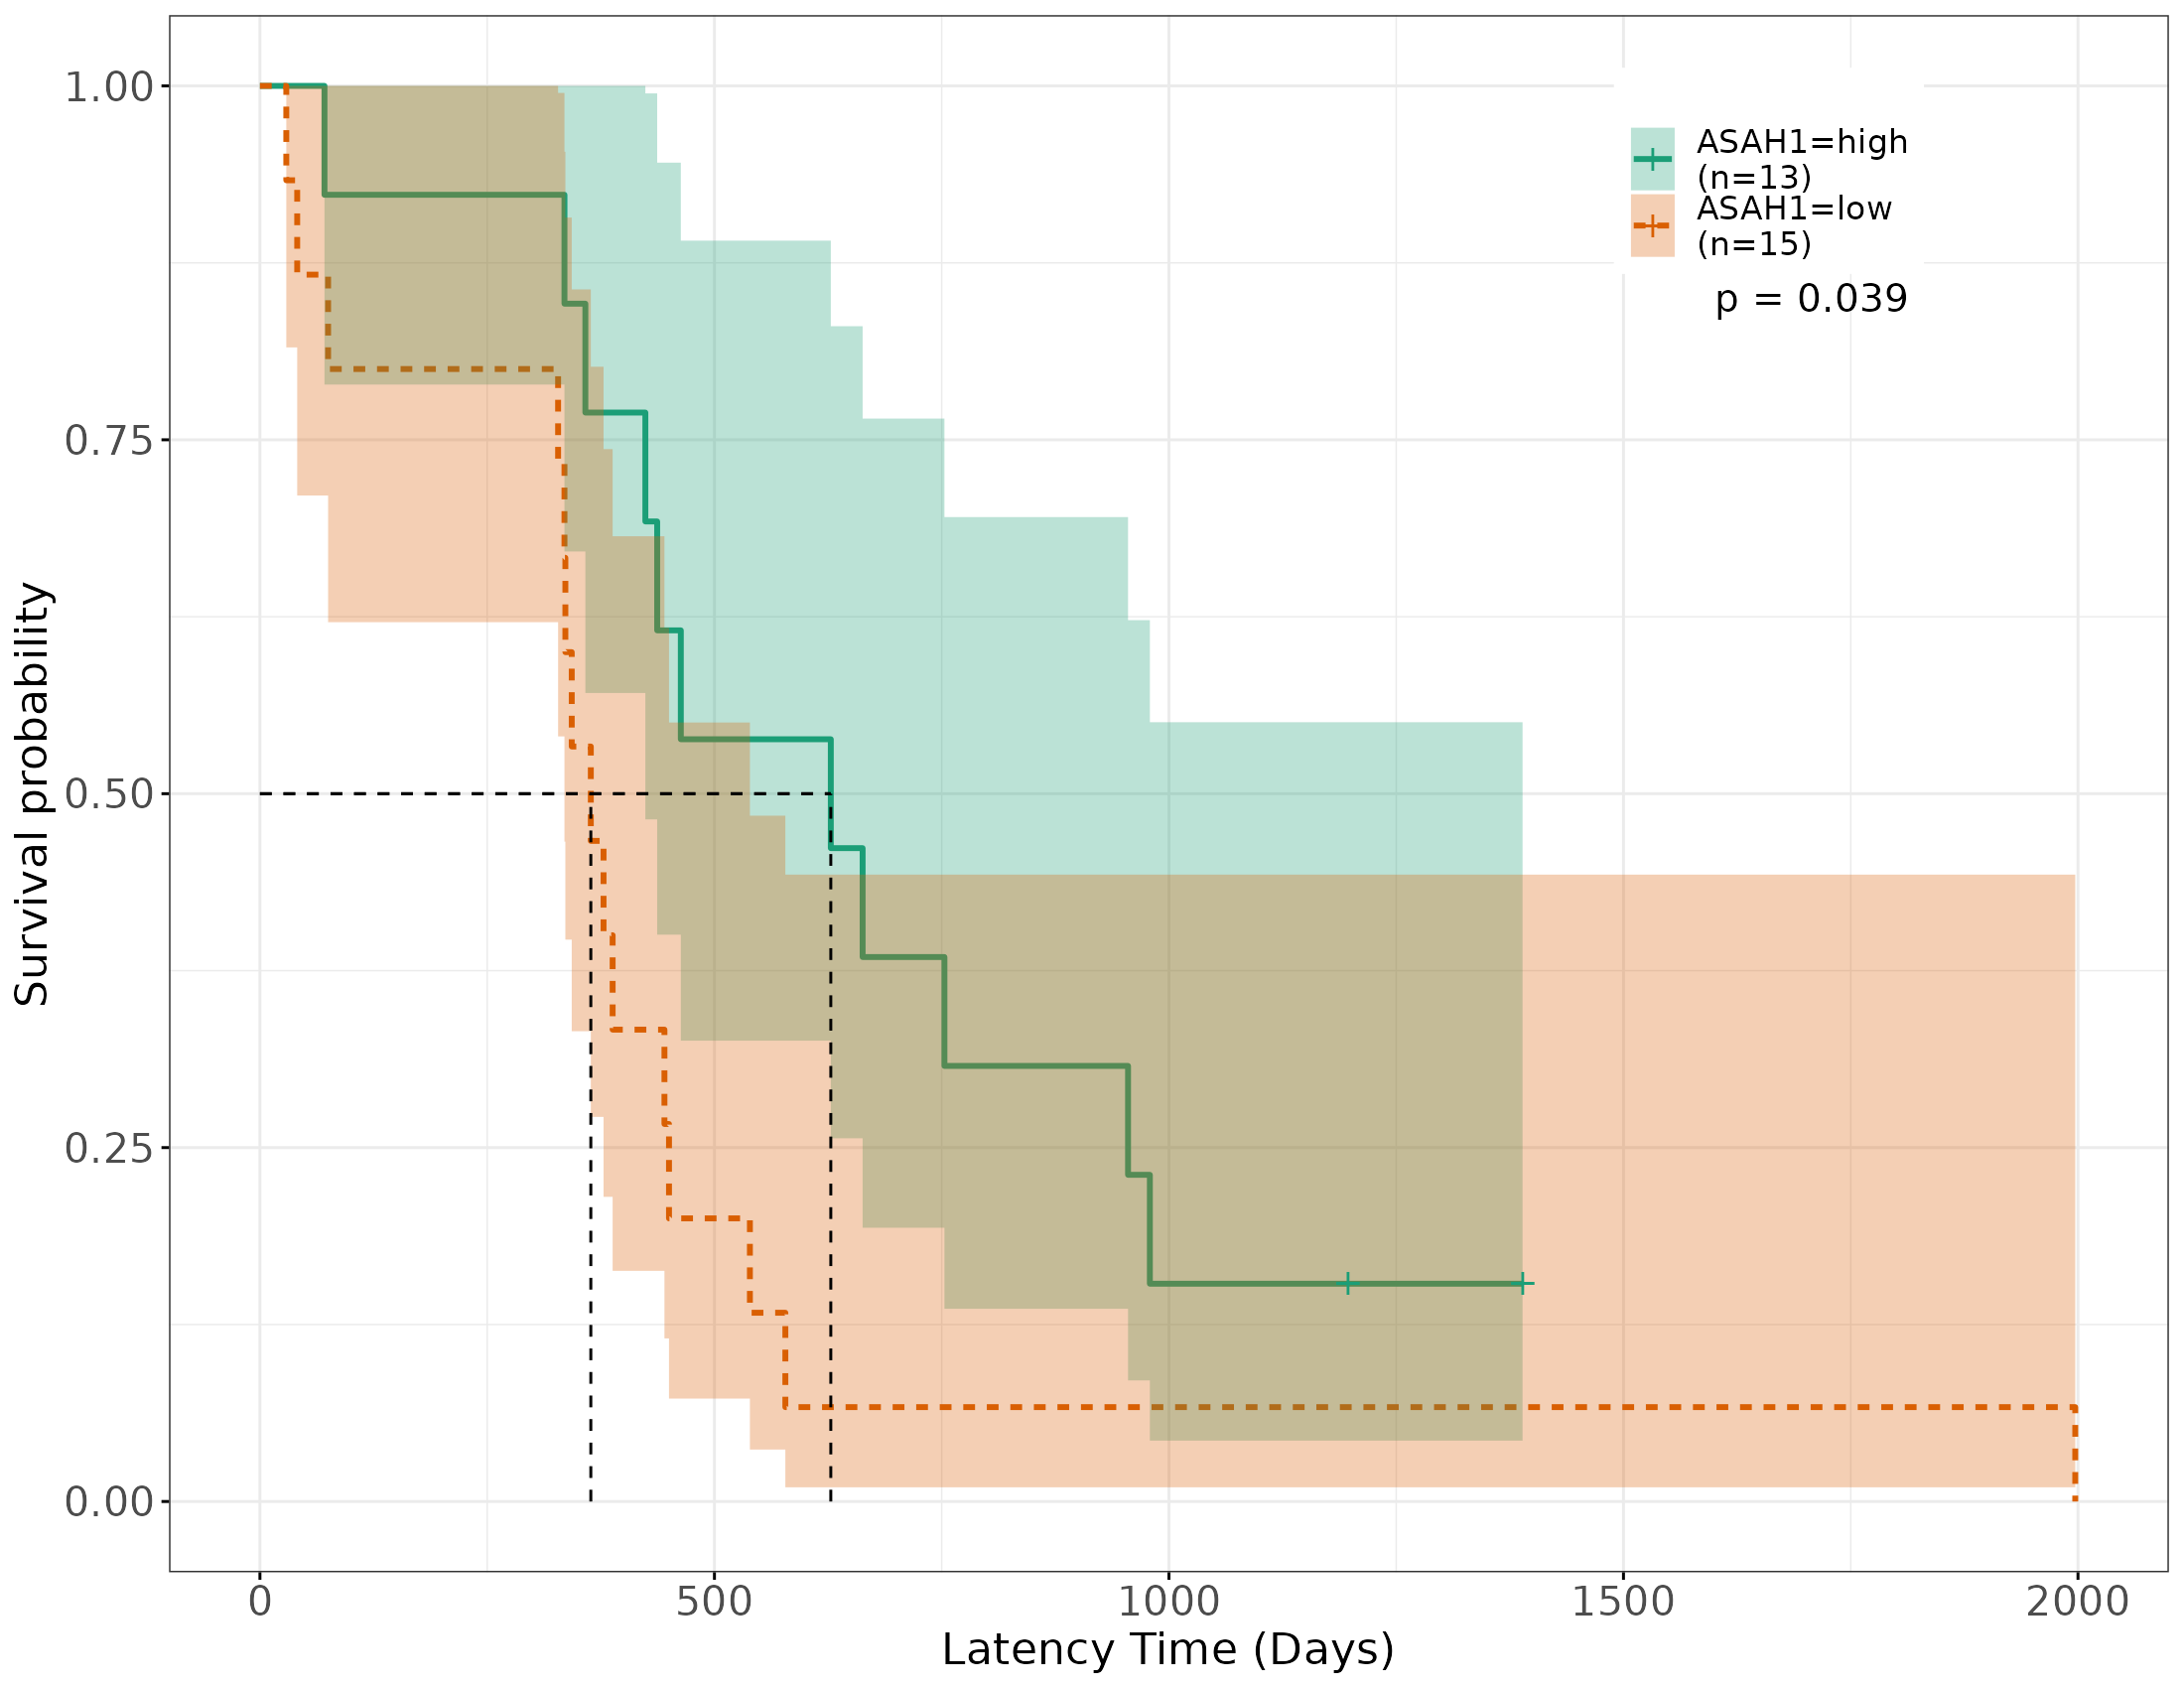 ASAH1=high
(n=13)
ASAH1=low
(n=15)
p = 0.039
1.00
0.75
0.50
0.25
0.00
Survival probability
0 500 1000 1500 2000
Latency Time (Days)